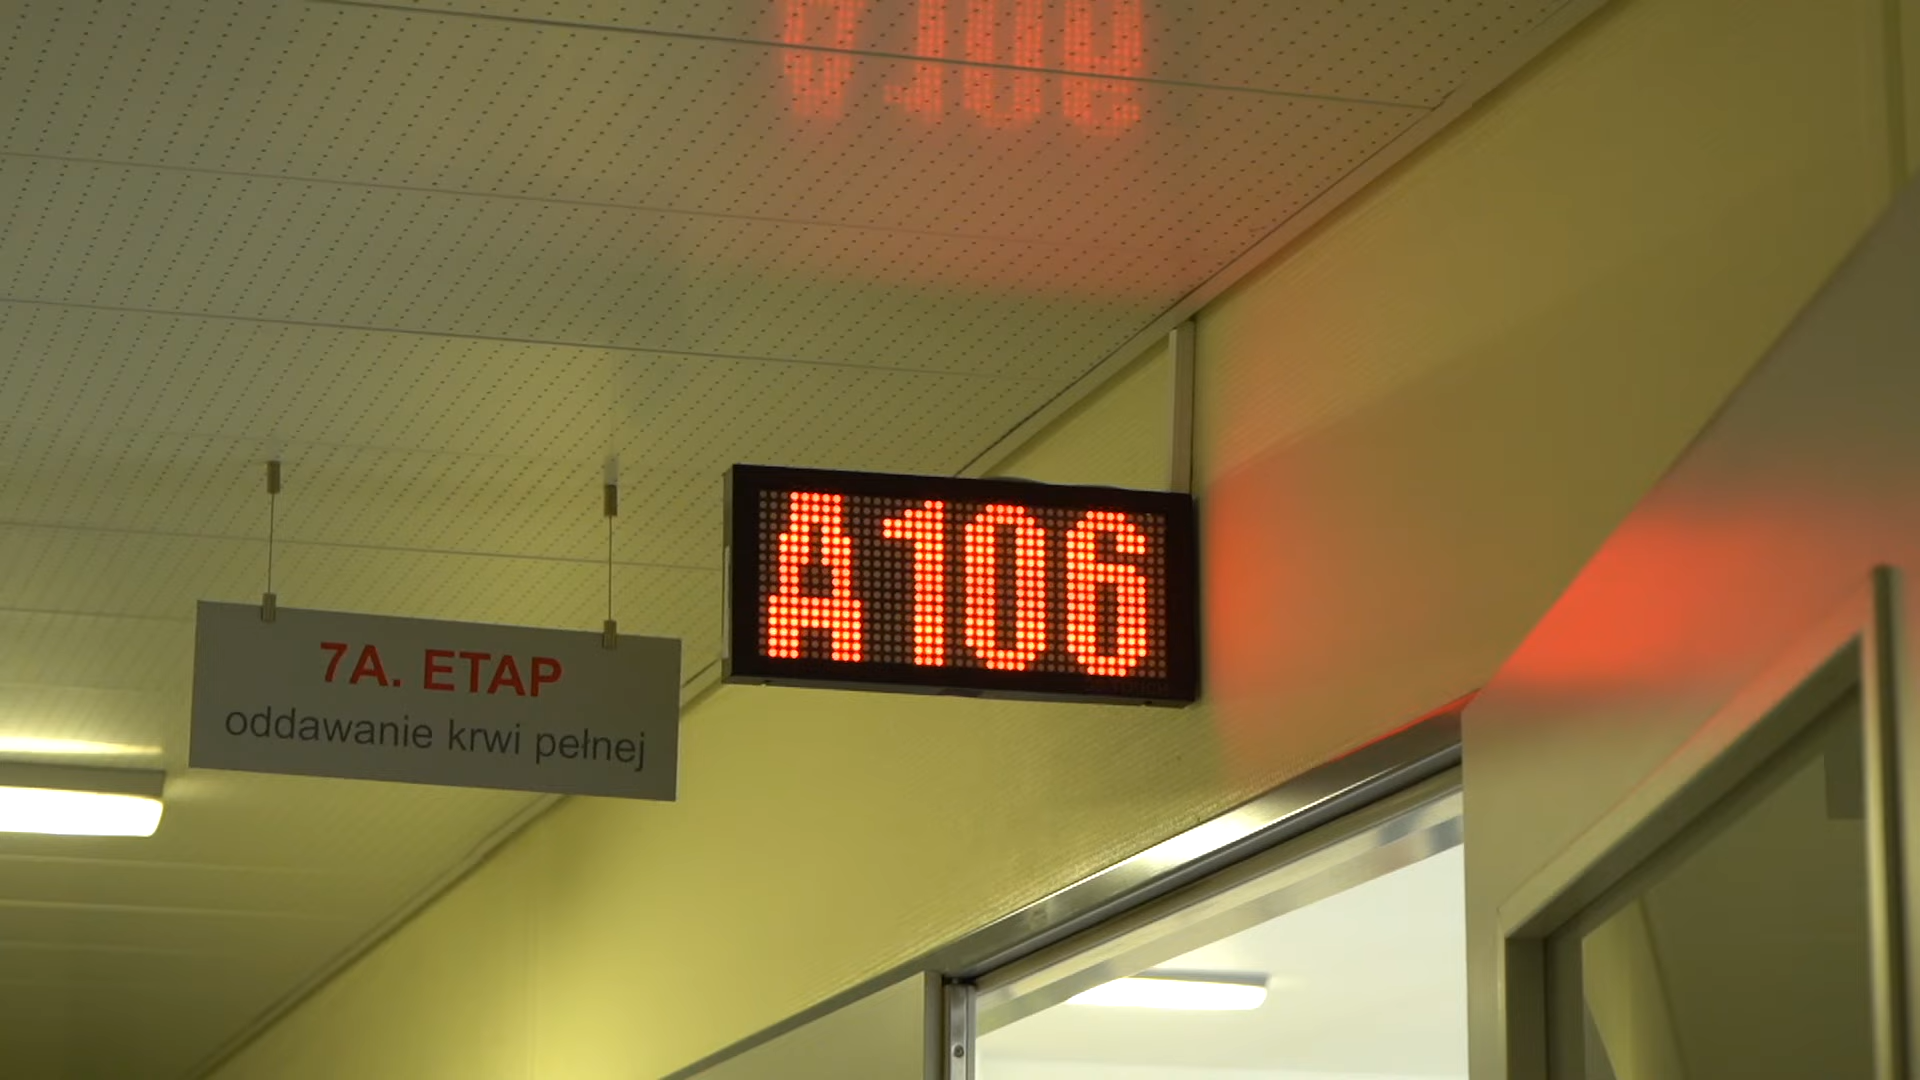 7A. ETAP
oddawanie krwi pełnej
A106